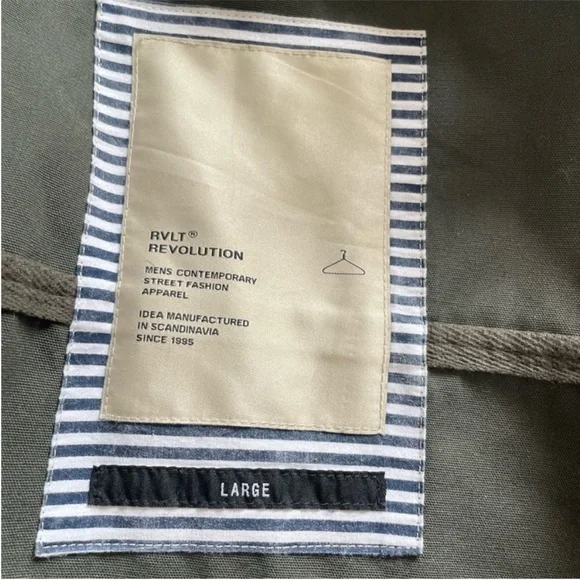 RVLT®
REVOLUTION
MENS CONTEMPORARY
STREET FASHION
APPAREL
IDEA MANUFACTURED
IN SCANDINAVIA
SINCE 1995
LARGE